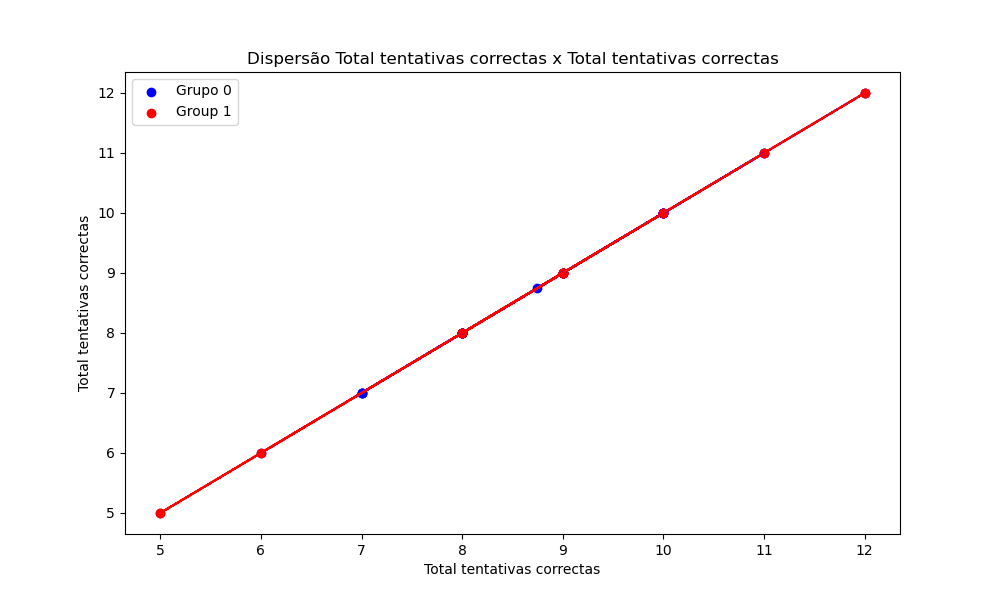 Dispersão Total tentativas correctas x Total tentativas correctas
Grupo 0
Group 1
Total tentativas correctas
12
11
10
9
8
7
6
5
5 6 7 8 9 10 11 12
Total tentativas correctas